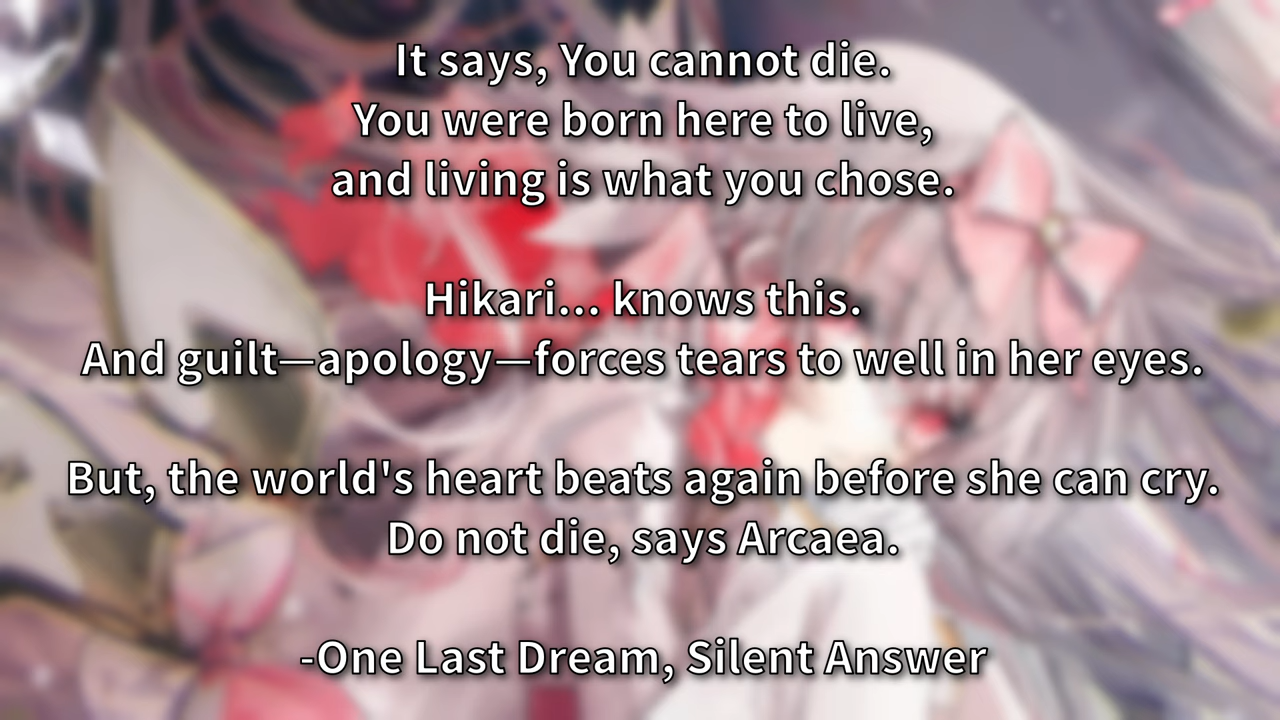 It says, You cannot die.
You were born here to live,
and living is what you chose.
Hikari... knows this.
And guilt—apology—forces tears to well in her eyes.
But, the world's heart beats again before she can cry.
Do not die, says Arcaea.
-One Last Dream, Silent Answer